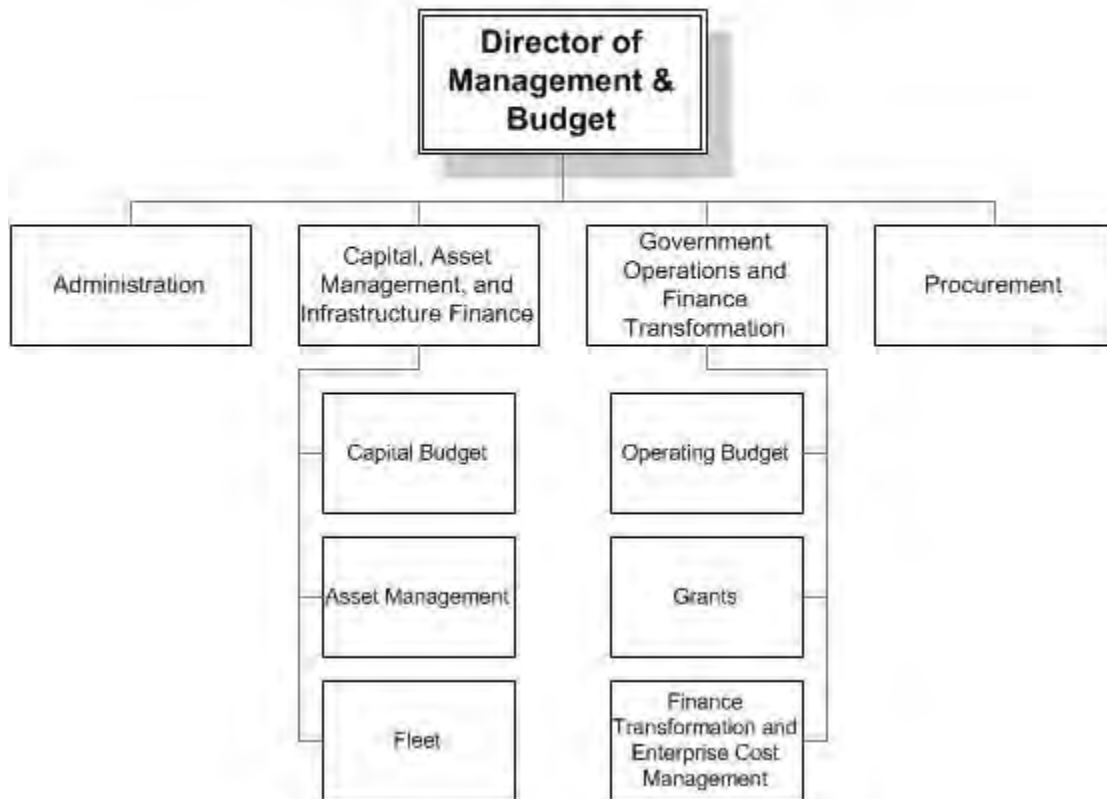 Director of
Management &
Budget
Administration
Capital, Asset
Management, and
Infrastructure Finance
Government
Operations and
Finance
Transformation
Procurement
Capital Budget
Operating Budget
Asset Management
Grants
Fleet
Finance
Transformation and
Enterprise Cost
Management